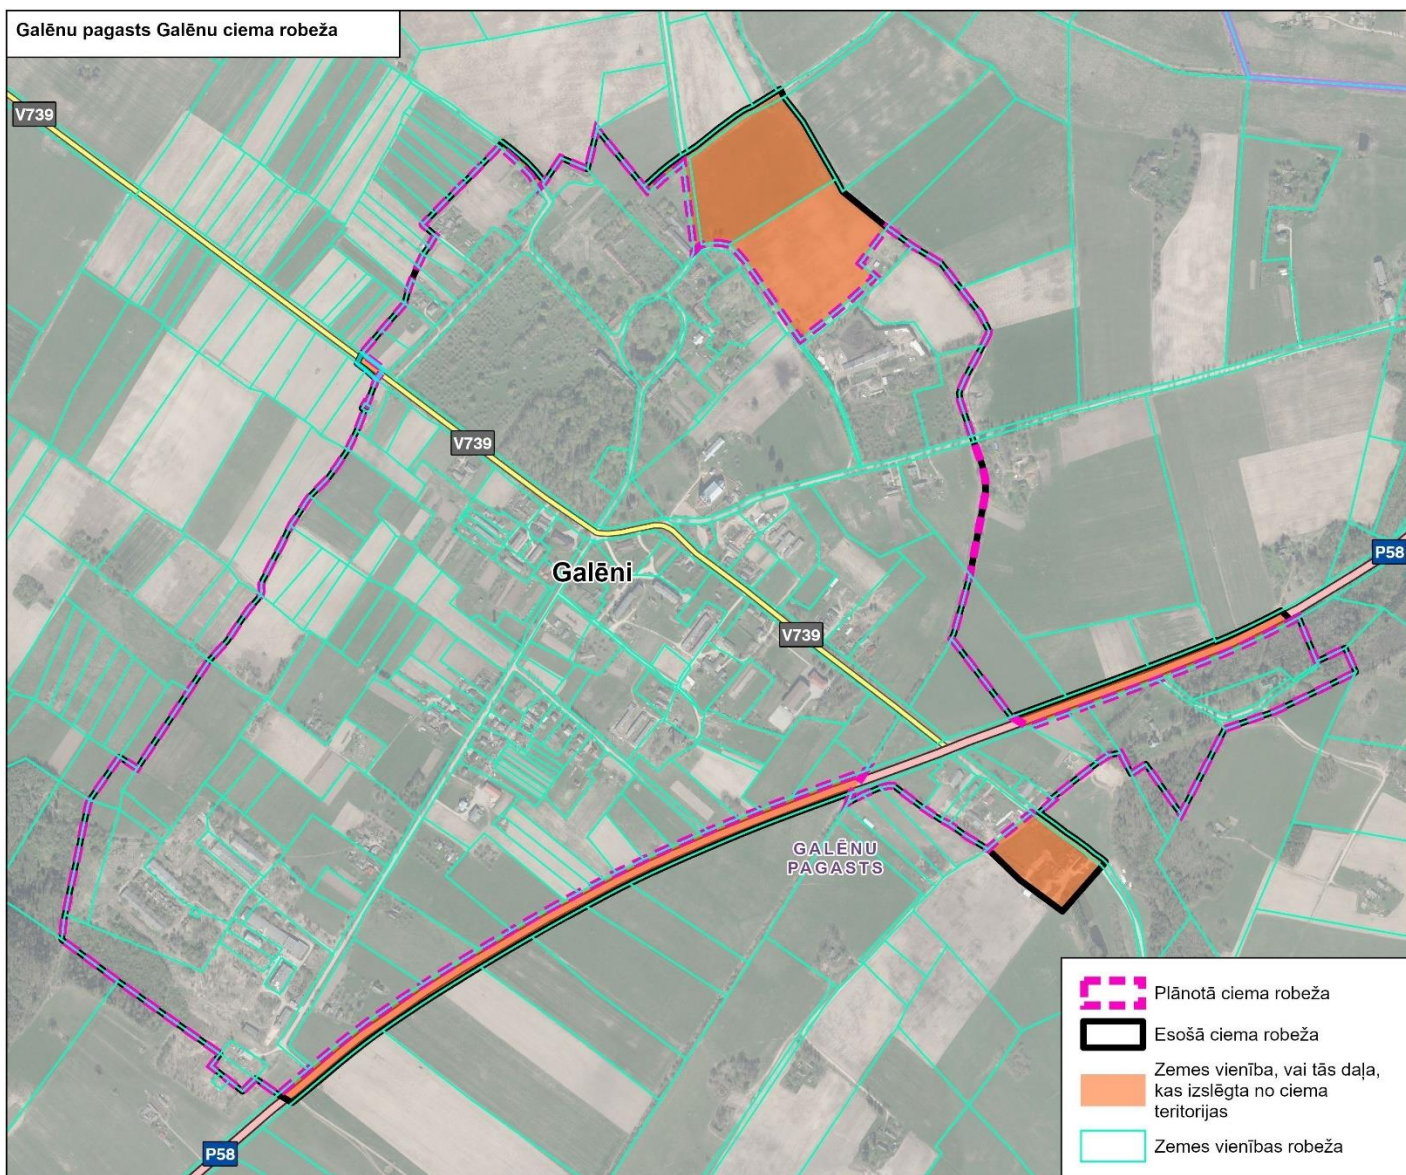 Galēnu pagasts Galēnu ciema robeža
V739
V739
Galēni
P58
V739
GALĒNU
PAGASTS
P58
Plānotā ciema robeža
Esošā ciema robeža
Zemes vienība, vai tās daļa,
kas izslēgta no ciema
teritorijas
Zemes vienības robeža